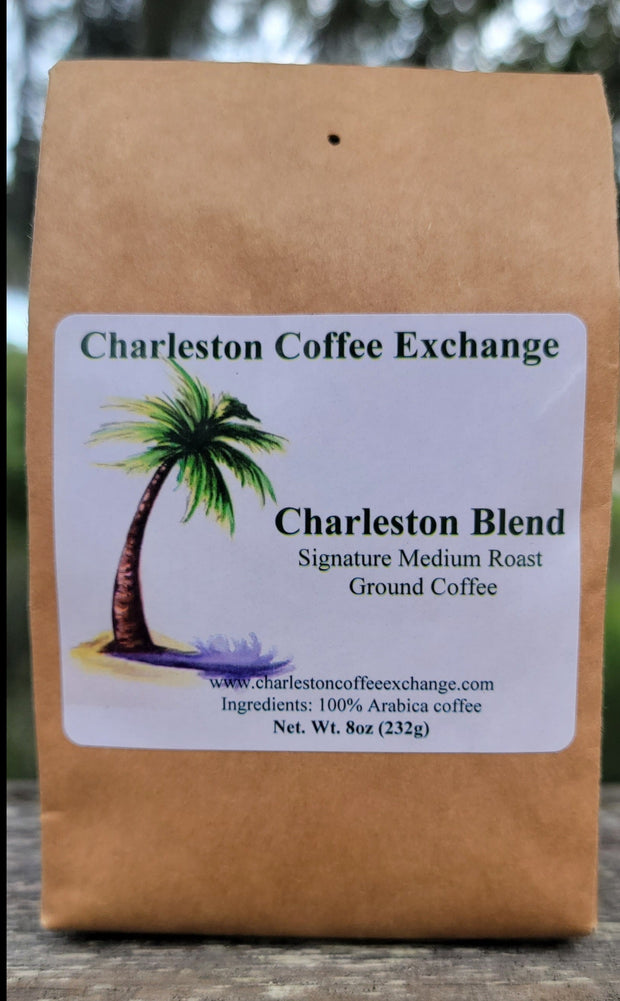 Charleston Coffee Exchange
Charleston Blend
Signature Medium Roast
Ground Coffee
www.charlestoncoffeeexchange.com
Ingredients: 100% Arabica coffee
Net. Wt. 8oz (232g)